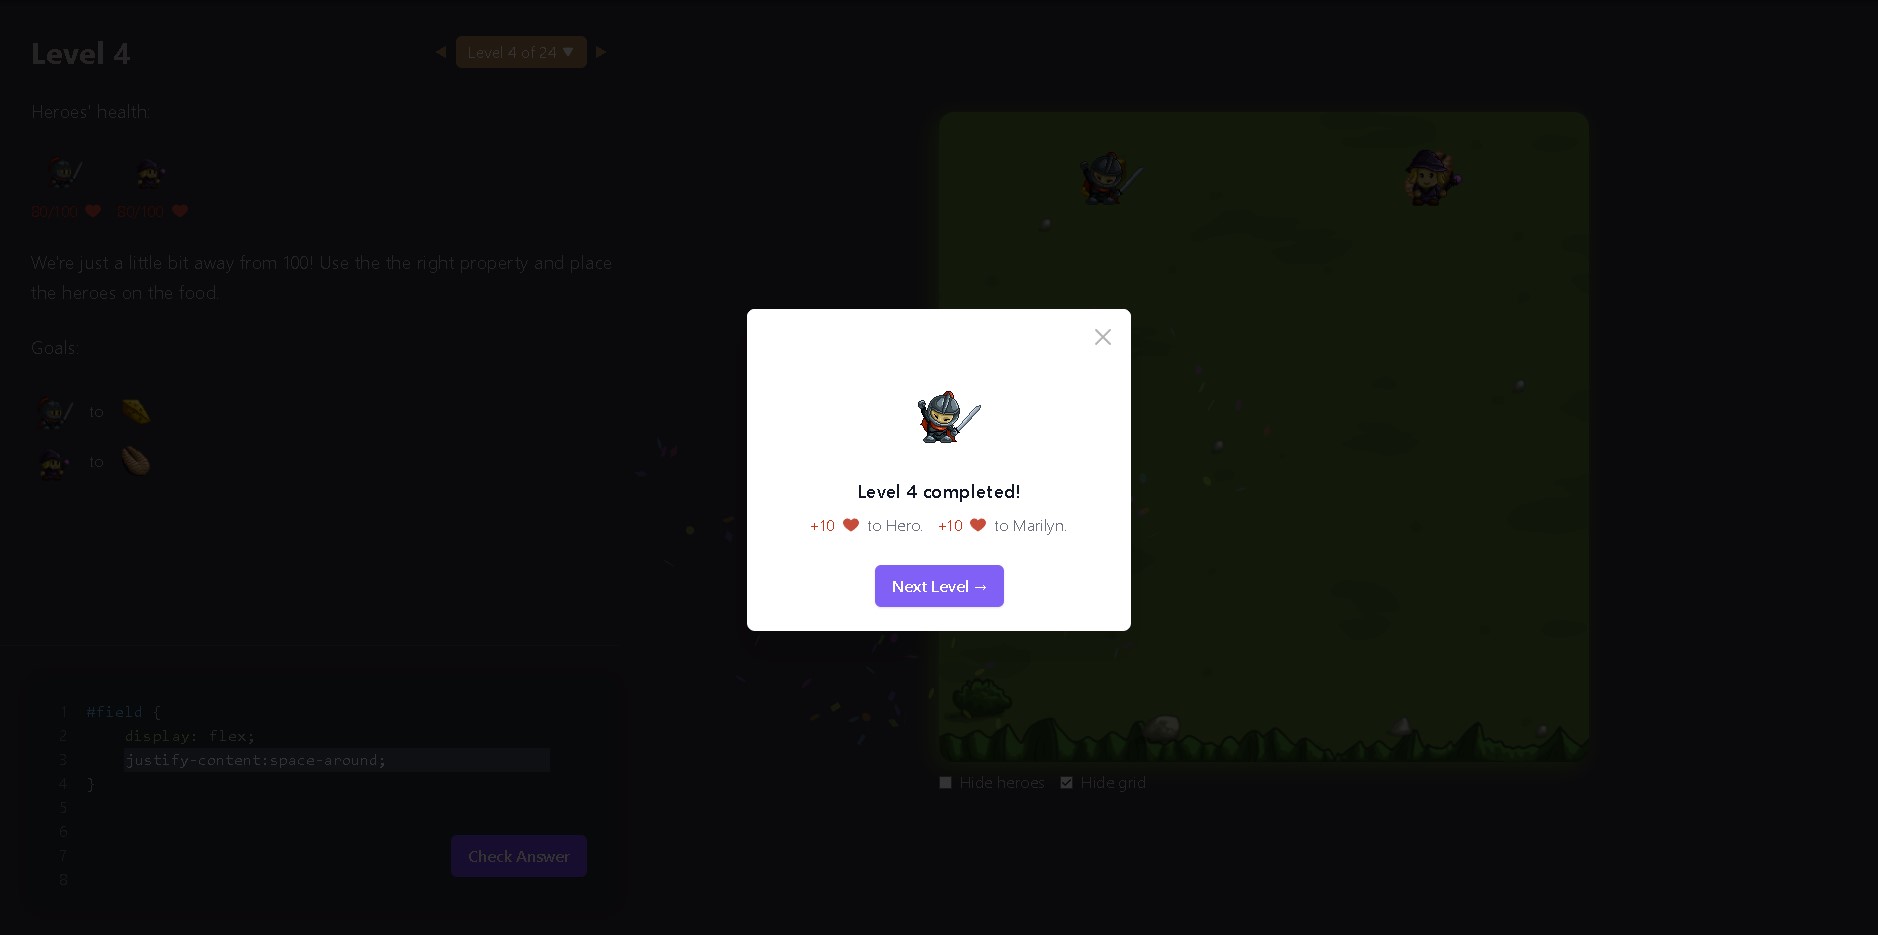 Level 4
Level 4 of 24 ▼
Heroes' health:
80/100 80/100
We're just a little bit away from 100! Use the the right property and place
the heroes on the food.
Goals:
to
to
1 #field {
2 display: flex;
3 justify-content:space-around;
4 }
5
6
7
8
Check Answer
Level 4 completed!
+10 to Hero. +10 to Marilyn.
Next Level →
Hide heroes Hide grid